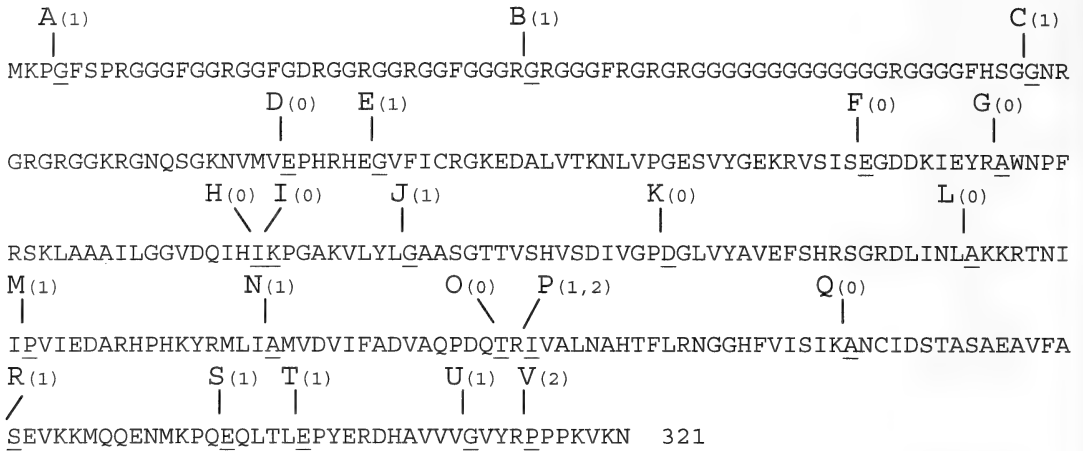 A(1) B(1) C(1)
MKPGFSPRGGGFGGRGGFGDRGGRGGRGGFGGGRGRGGGFRGRGRGGGGGGGGGGGGGRGGGGFHSGGNR
D(0) E(1) F(0) G(0)
GRGRGGKRGNQSGKNVMVEPHRHEGVFICRGKEDALVTKNLVPGESVYGEKRVSISEGDDKIEYRAWNPF
H(0) I(0) J(1) K(0) L(0)
RSKLAAAILGGVDQIHIKPGAKVLYLGAASGTTVSHVSDIVGPDGLVYAVEFSHRSGRDLINLAKKRTNI
M(1) N(1) O(0) P(1,2) Q(0)
IPVIEDARHPHKYRMLIAMVDVIFADVAQPDQTRIVALNAHTFLRNGGHFVISIKANCIDSTASAEAVFA
R(1) S(1) T(1) U(1) V(2)
SEVKKMQQENMKPQEQLTLEPYERDHAVVVGVYRPPPKVKN 321